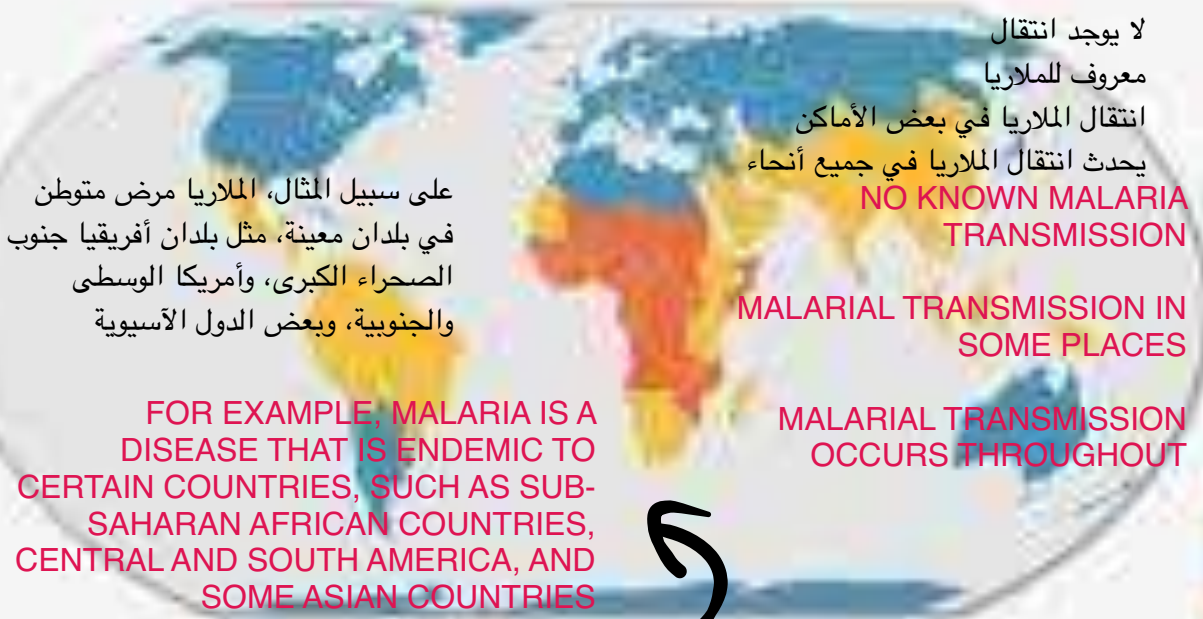 لا يوجد انتقال
معروف للملاريا
انتقال الملاريا في بعض الأماكن
يحدث انتقال الملاريا في جميع أنحاء
NO KNOWN MALARIA
TRANSMISSION
MALARIAL TRANSMISSION IN
SOME PLACES
MALARIAL TRANSMISSION
OCCURS THROUGHOUT
على سبيل المثال، الملاريا مرض متوطن
في بلدان معينة، مثل بلدان أفريقيا جنوب
الصحراء الكبرى، وأمريكا الوسطى
والجنوبية، وبعض الدول الآسيوية
FOR EXAMPLE, MALARIA IS A
DISEASE THAT IS ENDEMIC TO
CERTAIN COUNTRIES, SUCH AS SUB-
SAHARAN AFRICAN COUNTRIES,
CENTRAL AND SOUTH AMERICA, AND
SOME ASIAN COUNTRIES